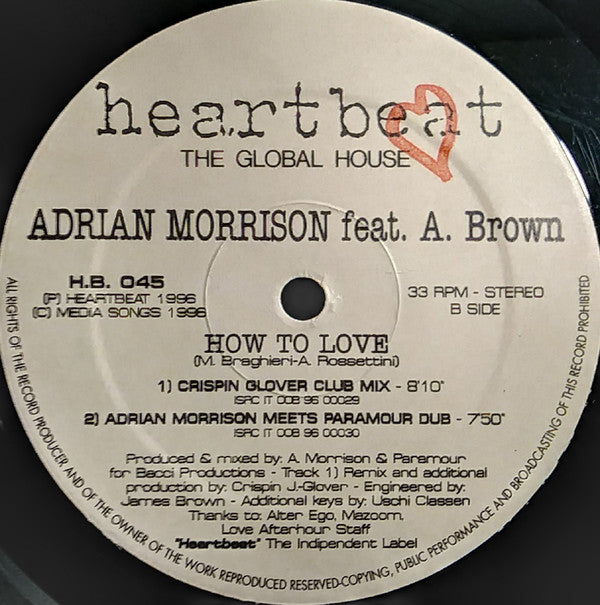 heartbeat
THE GLOBAL HOUSE
ADRIAN MORRISON feat. A. Brown
H.B. 045
(P) HEARTBEAT 1996
(C) MEDIA SONGS 1996
33 RPM - STEREO
B SIDE
HOW TO LOVE
(M. Braghieri-A. Rossettini)
1) CRISPIN GLOVER CLUB MIX - 8'10"
ISRC IT 00B 96 00029
2) ADRIAN MORRISON MEETS PARAMOUR DUB - 7'50"
ISRC IT 00B 96 00030
Produced & mixed by: A. Morrison & Paramour
for Bacci Productions - Track 1) Remix and additional
production by: Crispin J.-Glover - Engineered by:
James Brown - Additional keys by: Uschi Classen
Thanks to: Alter Ego, Mazoom,
Love Afterhour Staff
"Heartbeat" The Indipendent Label
ALL RIGHTS OF THE RECORD PRODUCER AND OF THE OWNER OF THE WORK REPRODUCED RESERVED-COPYING, PUBLIC PERFORMANCE AND BROADCASTING OF THIS RECORD PROHIBITED